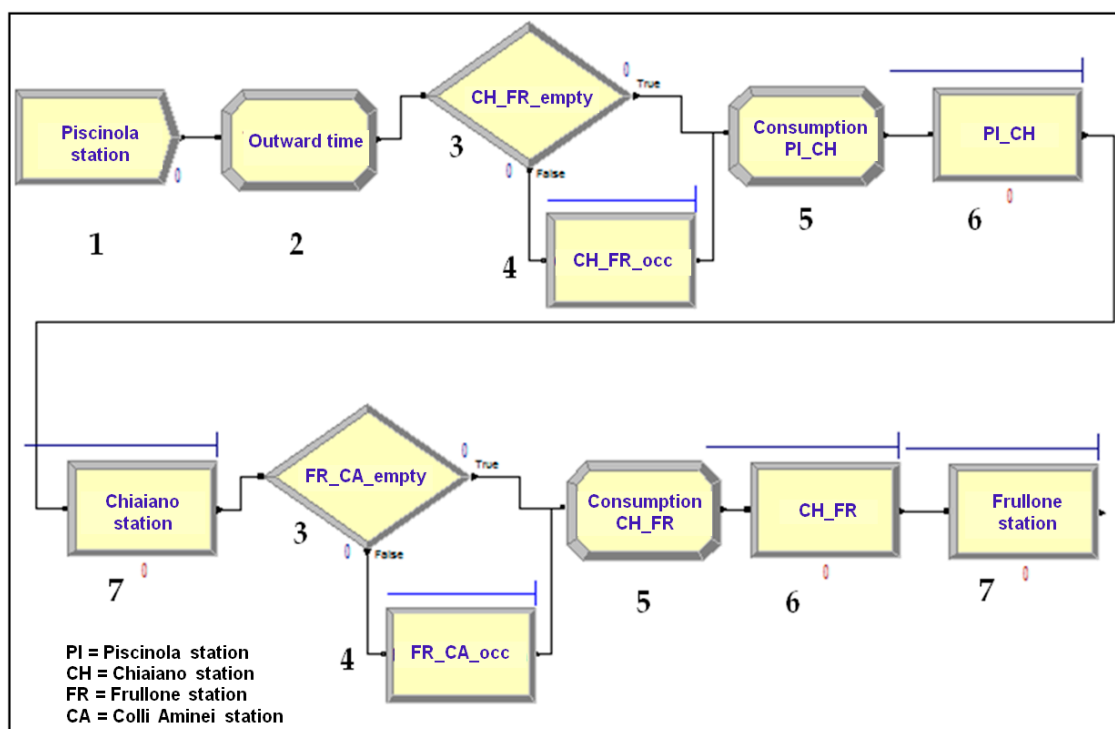 Piscinola
station
0
1
Outward time
2
CH_FR_empty
0
True
0
False
3
CH_FR_occ
4
Consumption
PI_CH
5
PI_CH
0
6
Chiaiano
station
0
7
FR_CA_empty
0
True
0
False
3
FR_CA_occ
4
Consumption
CH_FR
5
CH_FR
0
6
Frullone
station
0
7
PI = Piscinola station
CH = Chiaiano station
FR = Frullone station
CA = Colli Aminei station